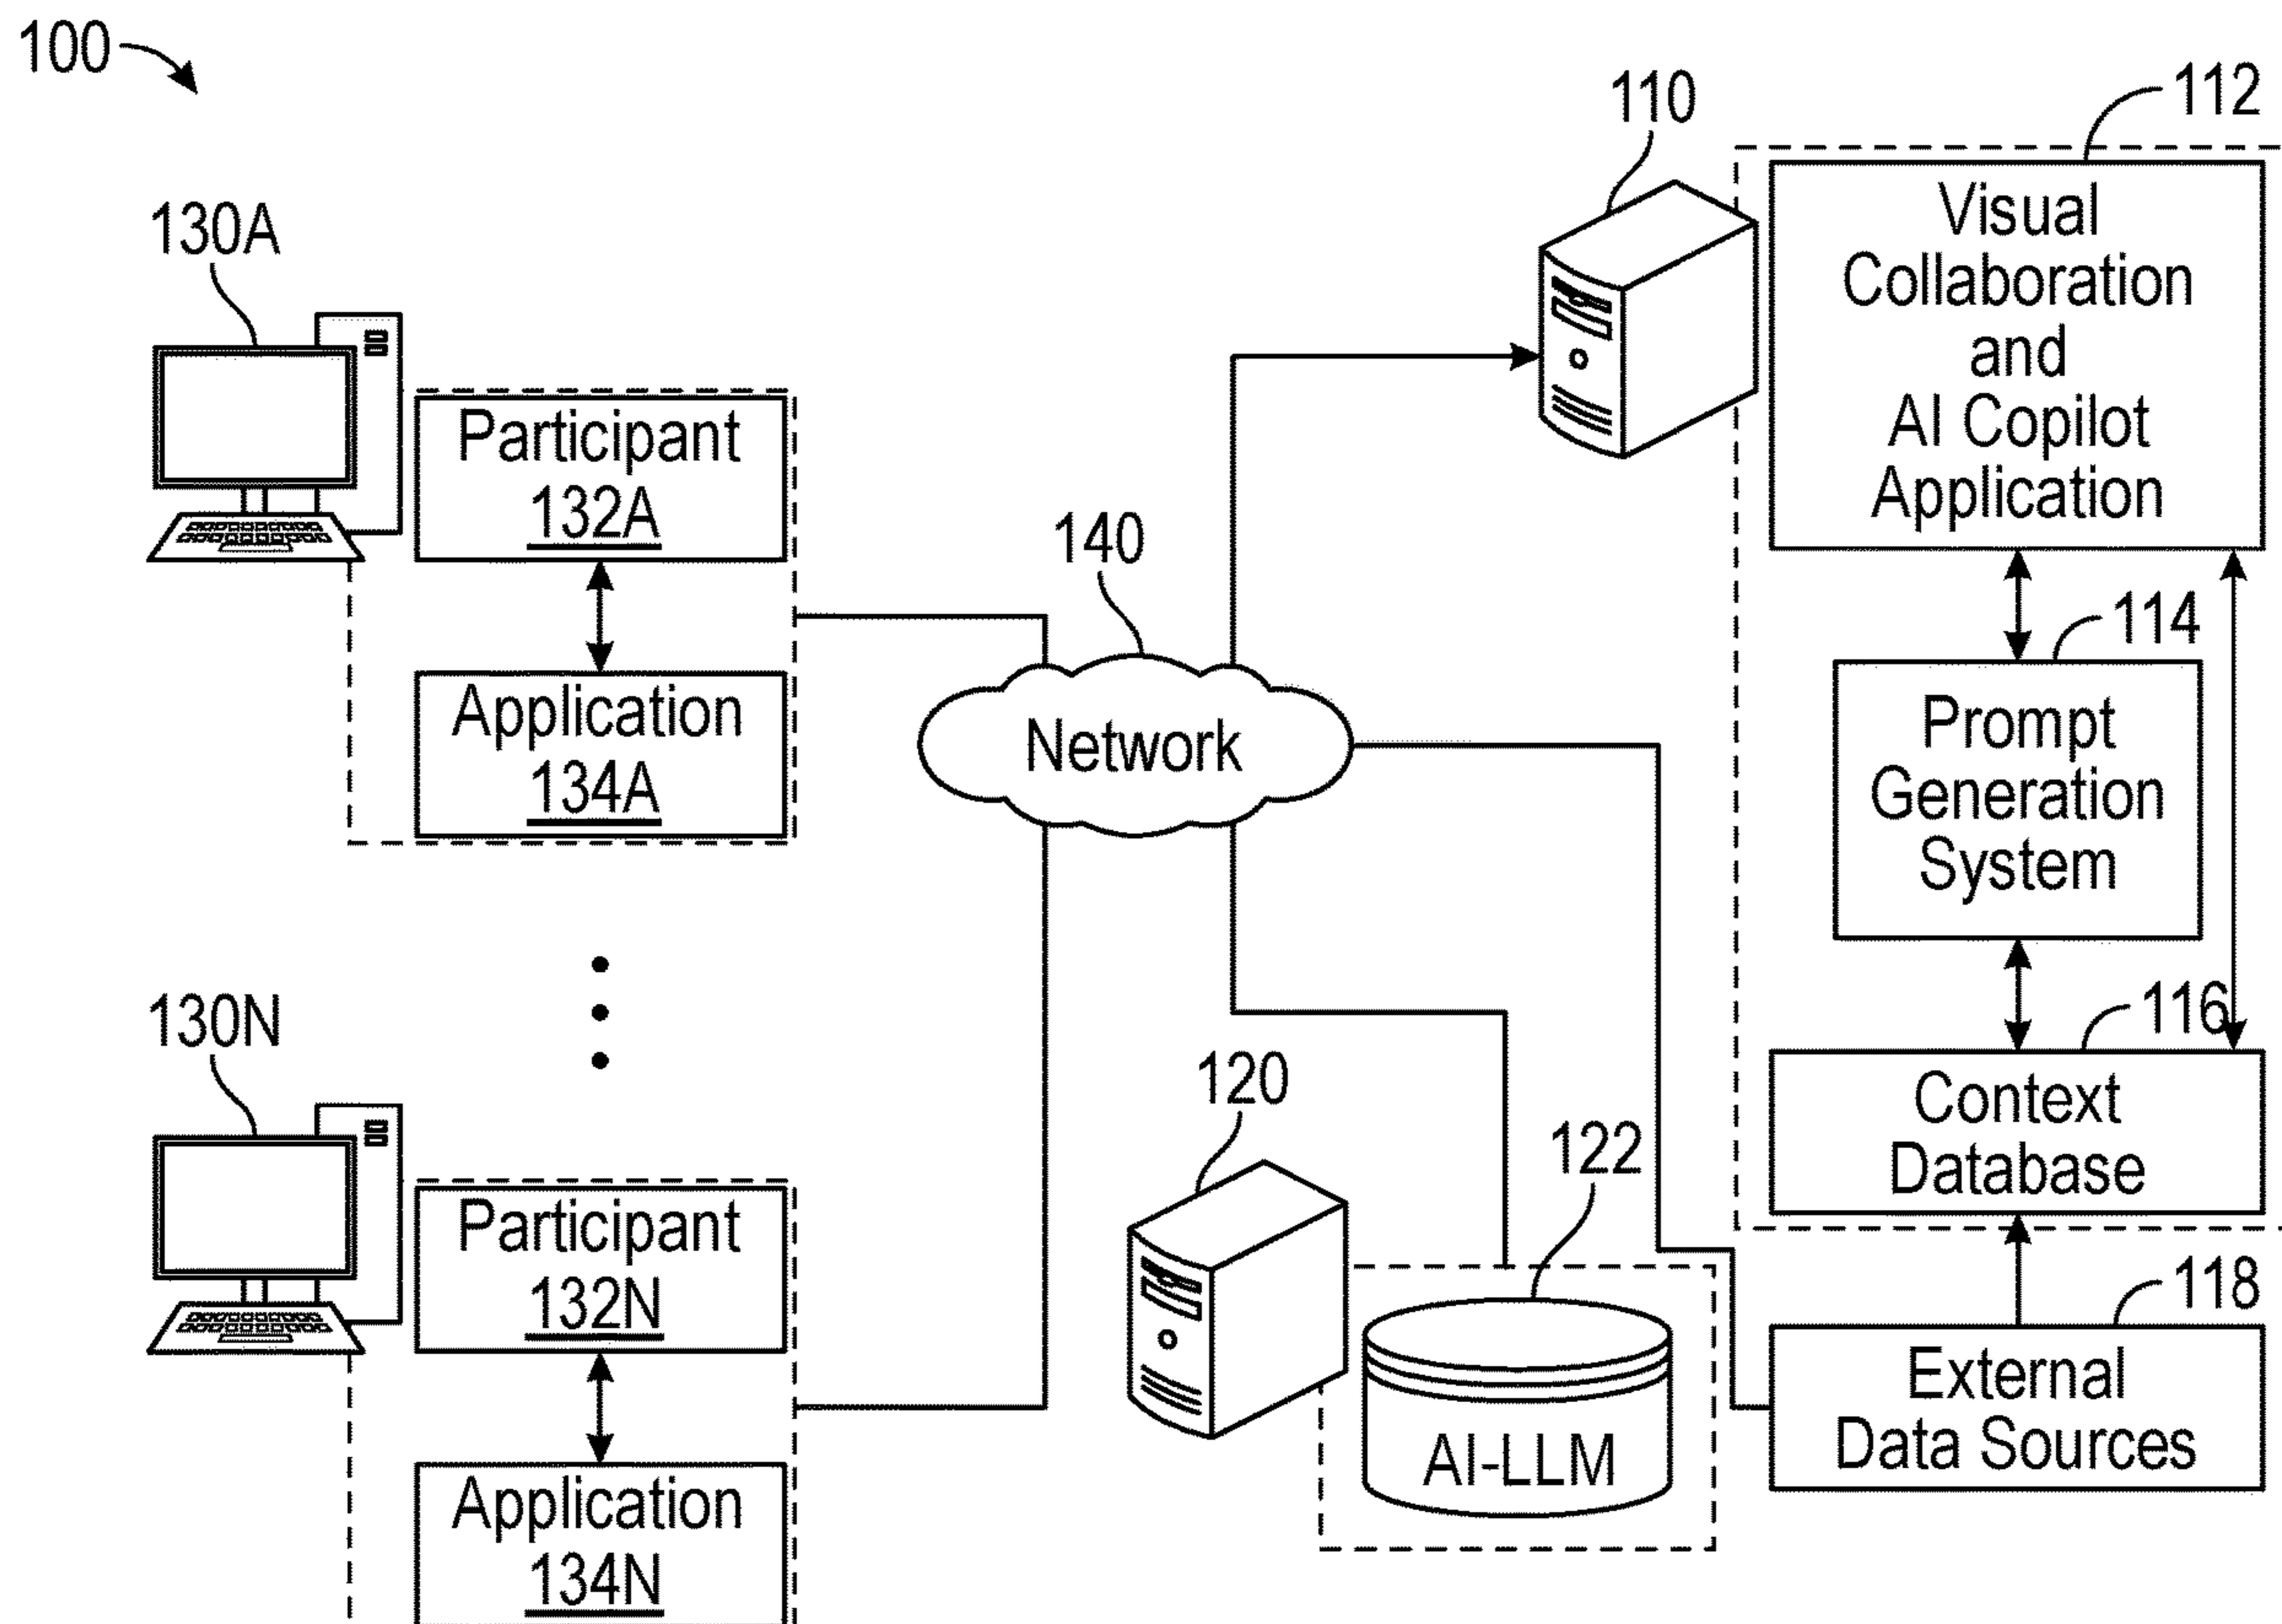 100
110
112
Visual
Collaboration
and
AI Copilot
Application
130A
Participant
132A
Application
134A
140
Network
114
Prompt
Generation
System
116
Context
Database
130N
Participant
132N
Application
134N
120
122
AI-LLM
118
External
Data Sources